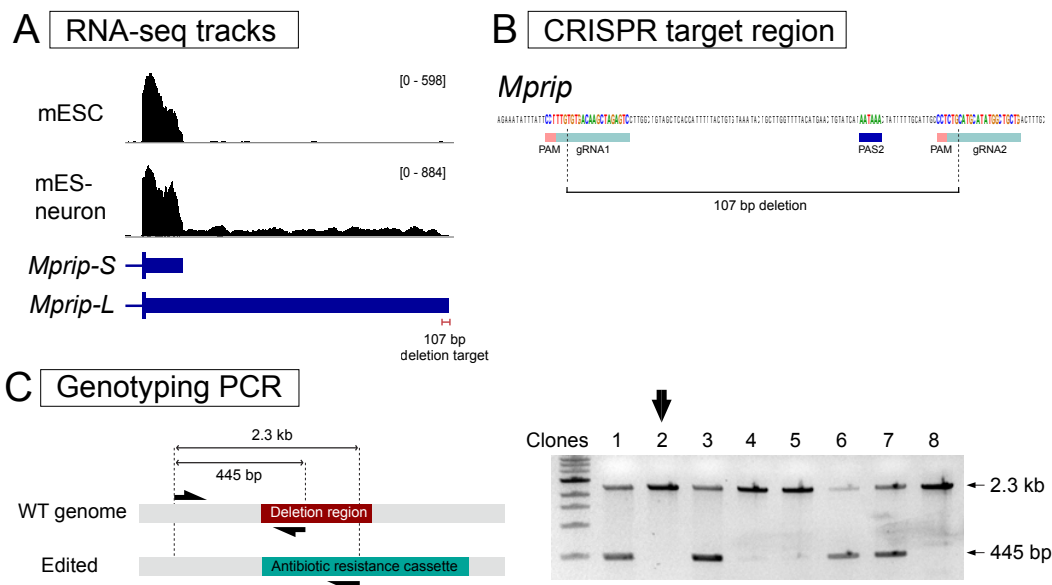 A RNA-seq tracks
mESC
[0 - 598]
mES-
neuron
[0 - 884]
Mprip-S
Mprip-L
107 bp
deletion target
B CRISPR target region
Mprip
PAM gRNA1 PAS2 PAM gRNA2
107 bp deletion
C Genotyping PCR
2.3 kb
445 bp
WT genome Deletion region
Edited Antibiotic resistance cassette
Clones 1 2 3 4 5 6 7 8
2.3 kb
445 bp